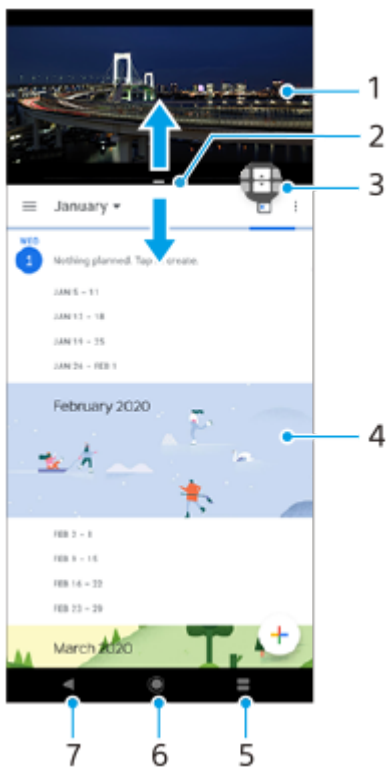 1
2
3
January
WED
1 Nothing planned. Tap to create.
JAN 5 – 11
JAN 12 – 18
JAN 19 – 25
JAN 26 – FEB 1
February 2020
4
FEB 2 – 8
FEB 9 – 15
FEB 16 – 22
FEB 23 – 29
March 2020
7 6 5